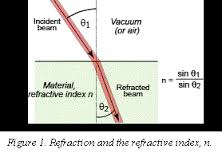 Incident
beam
θ1
Vacuum
(or air)
Material,
refractive index n
θ2
Refracted
beam
n = sin θ1
sin θ2
Figure 1. Refraction and the refractive index, n.